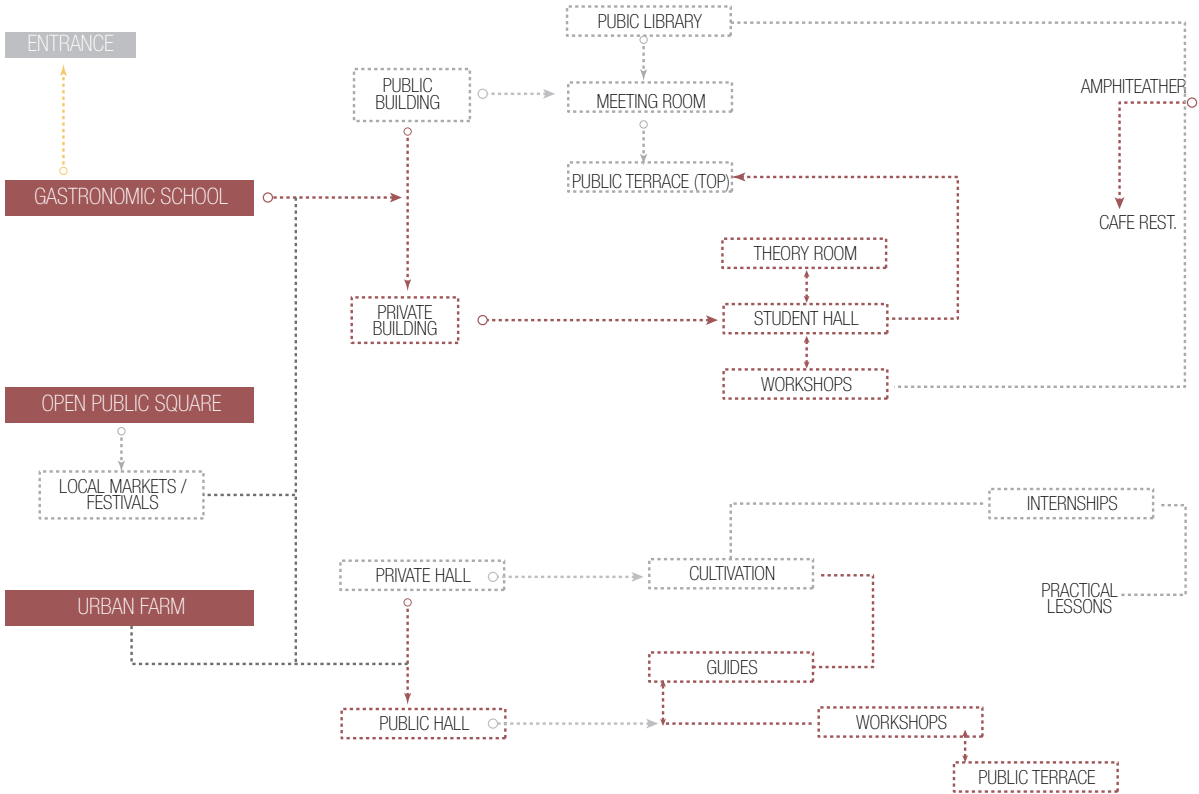 PUBIC LIBRARY
ENTRANCE
PUBLIC
BUILDING
MEETING ROOM
AMPHITEATHER
GASTRONOMIC SCHOOL
PUBLIC TERRACE (TOP)
CAFE REST.
THEORY ROOM
PRIVATE
BUILDING
STUDENT HALL
WORKSHOPS
OPEN PUBLIC SQUARE
LOCAL MARKETS /
FESTIVALS
INTERNSHIPS
PRIVATE HALL
CULTIVATION
PRACTICAL
LESSONS
URBAN FARM
GUIDES
PUBLIC HALL
WORKSHOPS
PUBLIC TERRACE